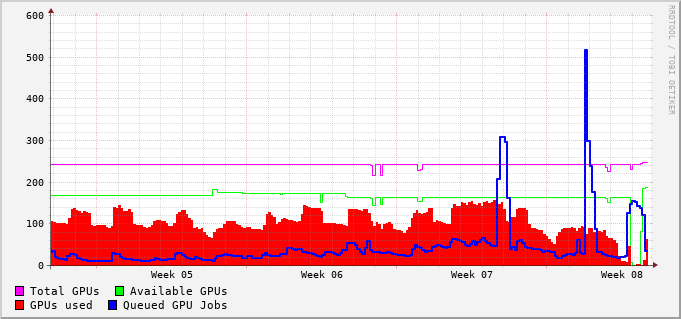 600
500
400
300
200
100
0
Week 05 Week 06 Week 07 Week 08
Total GPUs Available GPUs
GPUs used Queued GPU Jobs
RRDTOOL / TOBI OETIKER